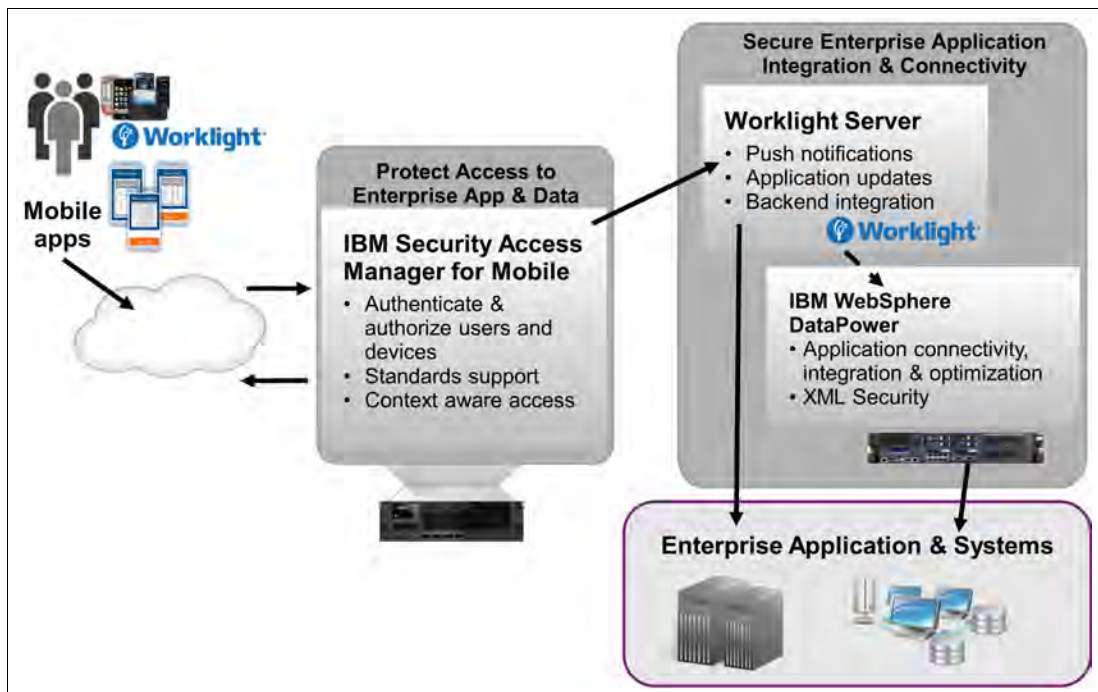 Worklight
Mobile
apps
Protect Access to
Enterprise App & Data
IBM Security Access
Manager for Mobile
• Authenticate &
authorize users and
devices
• Standards support
• Context aware access
Secure Enterprise Application
Integration & Connectivity
Worklight Server
• Push notifications
• Application updates
• Backend integration
Worklight
IBM WebSphere
DataPower
• Application connectivity,
integration & optimization
• XML Security
Enterprise Application & Systems